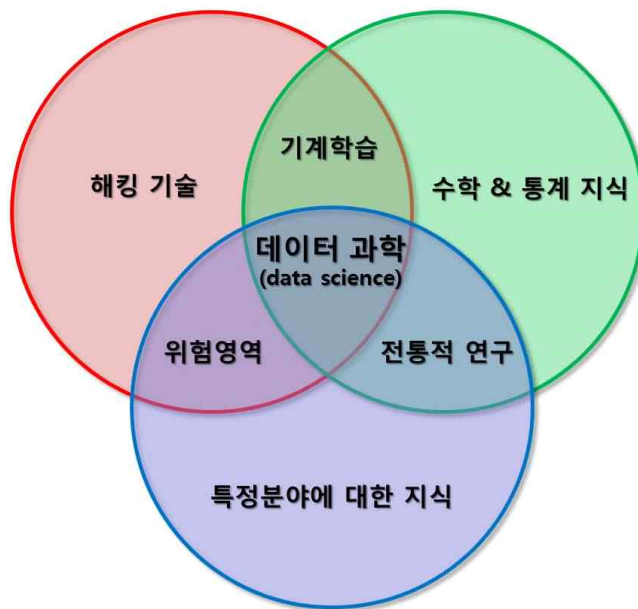 기계학습
해킹 기술
수학 & 통계 지식
데이터 과학
(data science)
위험영역
전통적 연구
특정분야에 대한 지식